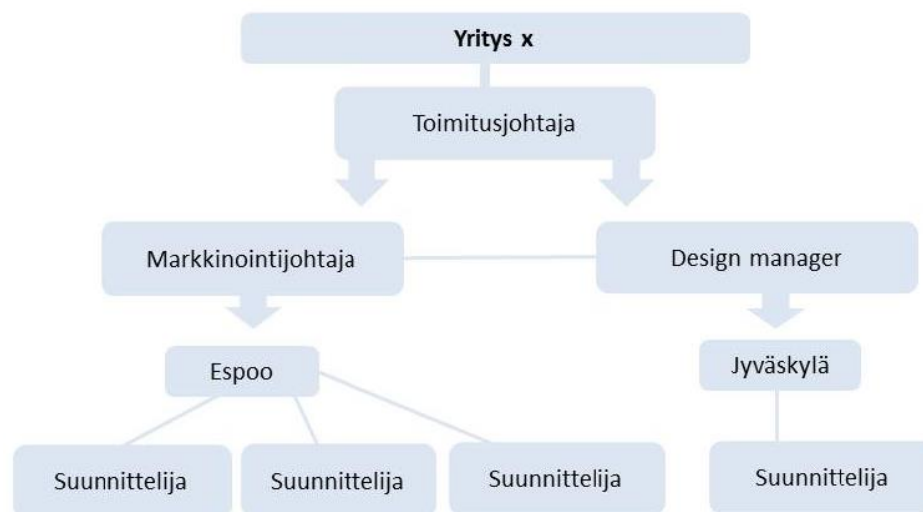 Yritys x
Toimitusjohtaja
Markkinointijohtaja
Design manager
Espoo
Jyväskylä
Suunnittelija
Suunnittelija
Suunnittelija
Suunnittelija